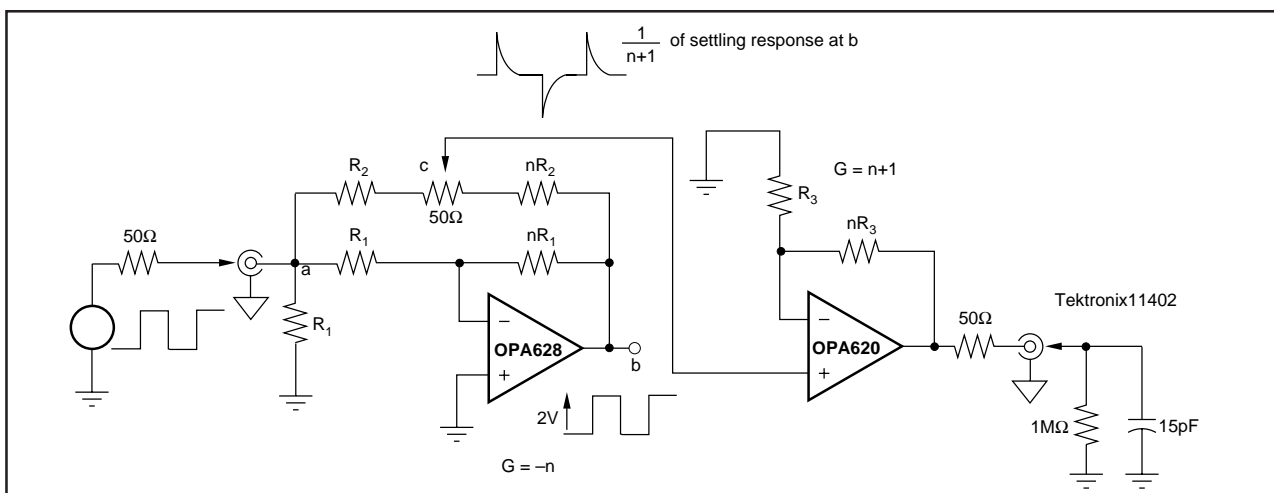 1
n+1
of settling response at b
R2
c
nR2
50Ω
G = n+1
R3
nR3
50Ω
a
R1
nR1
R1
−
OPA628
+
b
2V
G = –n
−
OPA620
+
50Ω
Tektronix11402
1MΩ
15pF